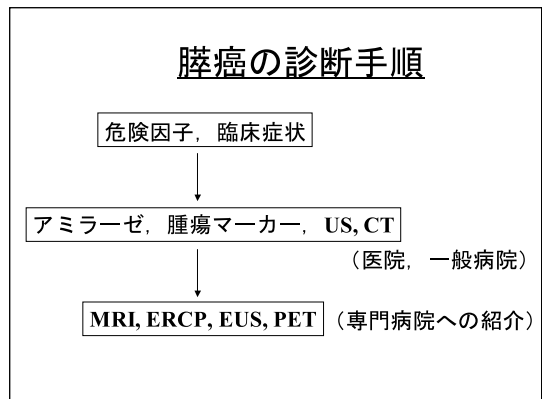 膵癌の診断手順
危険因子，臨床症状
アミラーゼ，腫瘍マーカー，US, CT
（医院，一般病院）
MRI, ERCP, EUS, PET （専門病院への紹介）